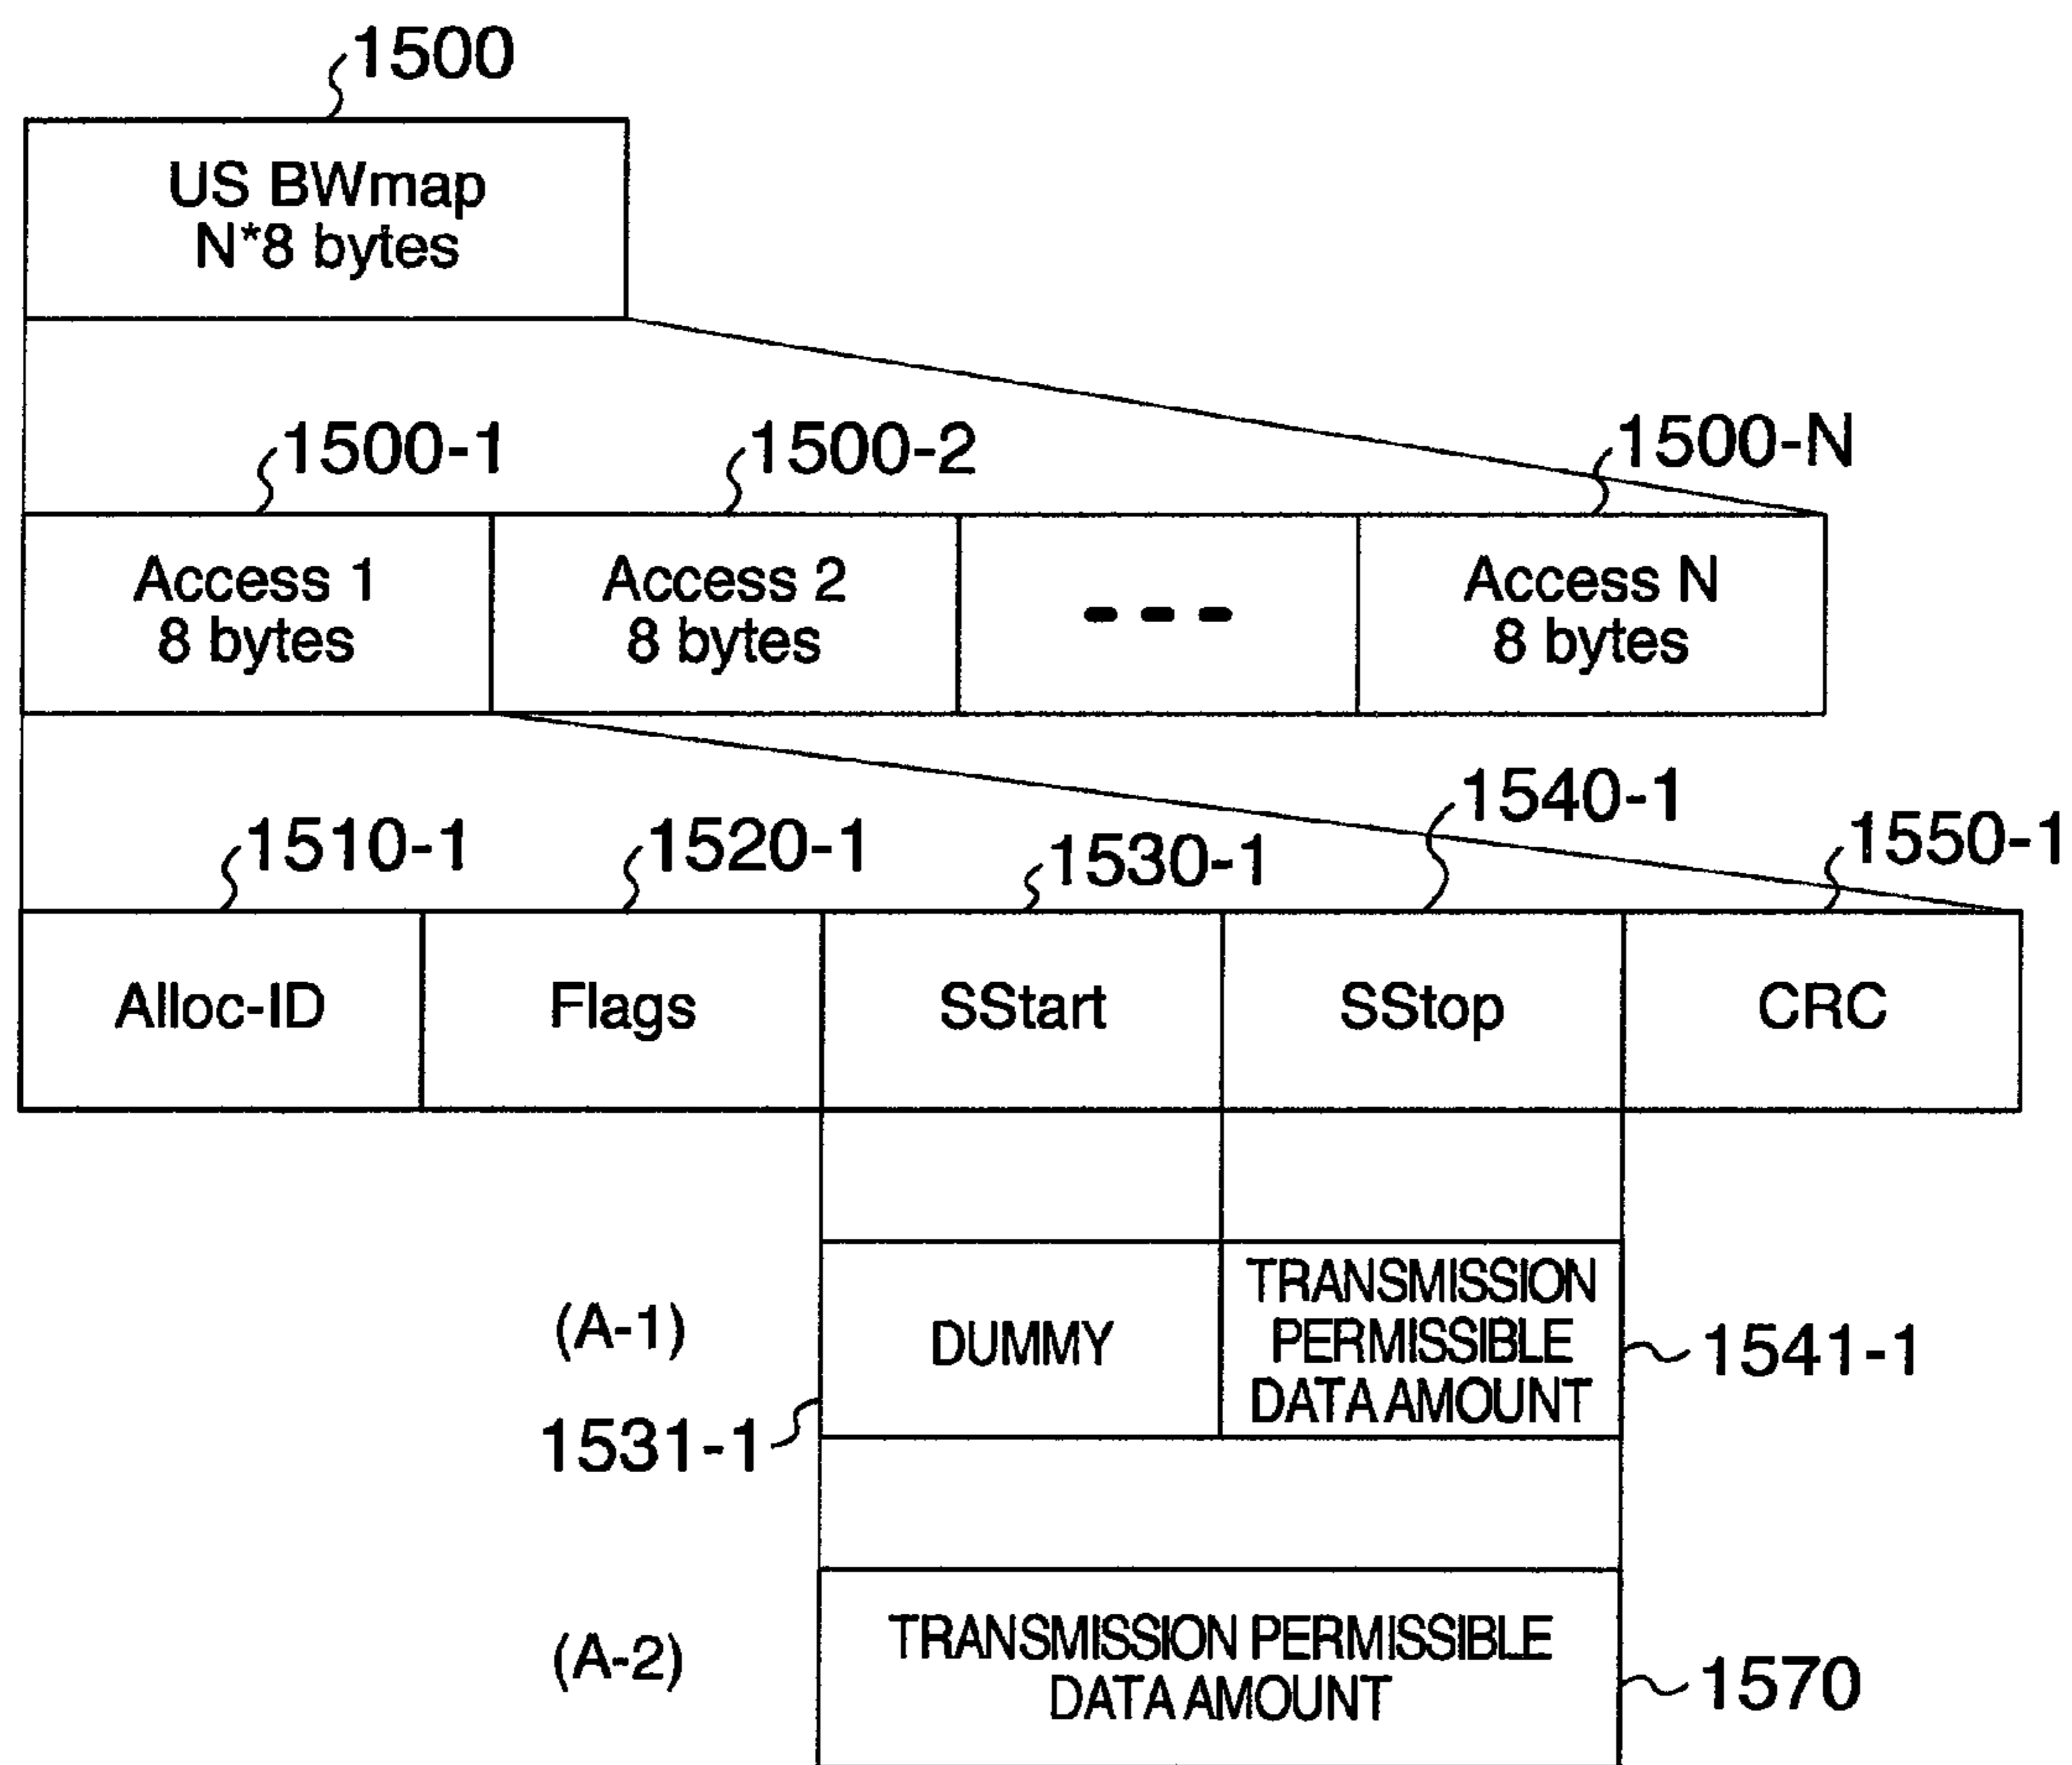 1500
US BWmap
N*8 bytes
1500-1
1500-2
1500-N
Access 1
8 bytes
Access 2
8 bytes
---
Access N
8 bytes
1510-1
1520-1
1530-1
1540-1
1550-1
Alloc-ID
Flags
SStart
SStop
CRC
(A-1)
DUMMY
TRANSMISSION
PERMISSIBLE
DATA AMOUNT
1541-1
1531-1
(A-2)
TRANSMISSION PERMISSIBLE
DATA AMOUNT
1570